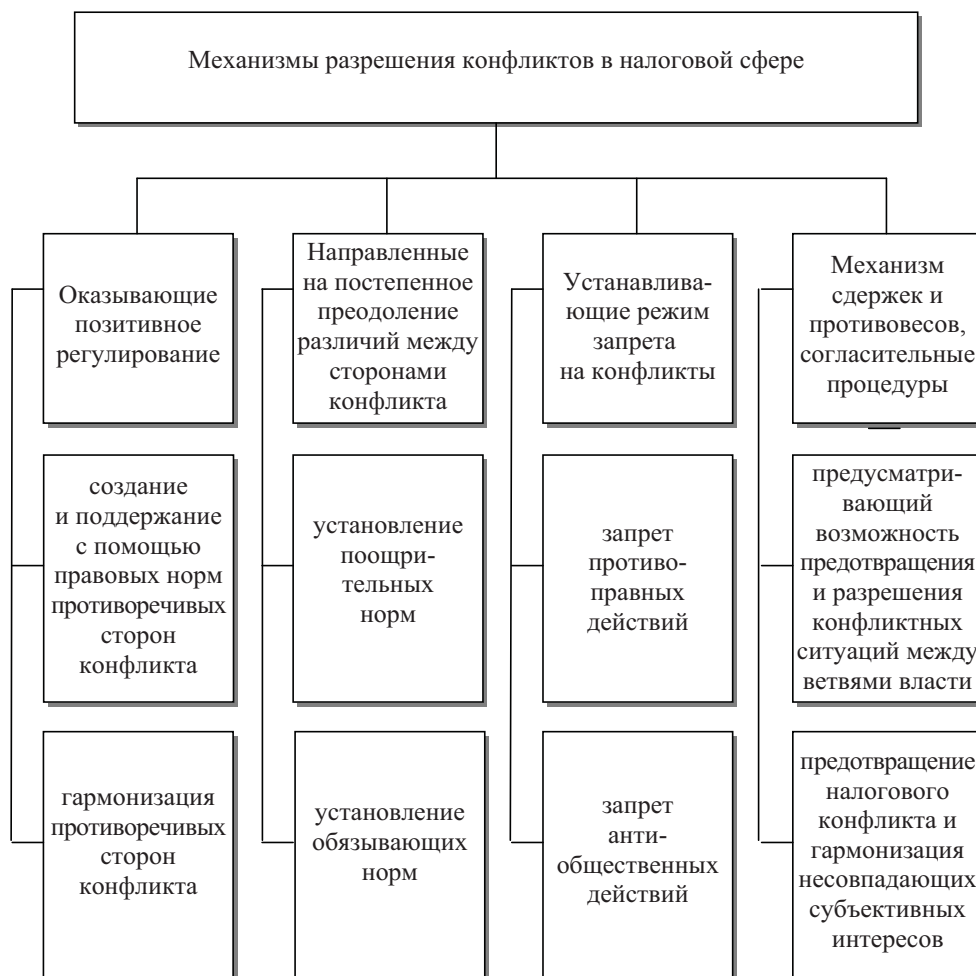 Механизмы разрешения конфликтов в налоговой сфере
Оказывающие
позитивное
регулирование
Направленные
на постепенное
преодоление
различий между
сторонами
конфликта
Устанавлива-
ющие режим
запрета
на конфликты
Механизм
сдержек и
противовесов,
согласительные
процедуры
создание
и поддержание
с помощью
правовых норм
противоречивых
сторон
конфликта
установление
поощри-
тельных
норм
запрет
противо-
правных
действий
предусматри-
вающий
возможность
предотвращения
и разрешения
конфликтных
ситуаций между
ветвями власти
гармонизация
противоречивых
сторон
конфликта
установление
обязывающих
норм
запрет
анти-
общественных
действий
предотвращение
налогового
конфликта и
гармонизация
несовпадающих
субъективных
интересов